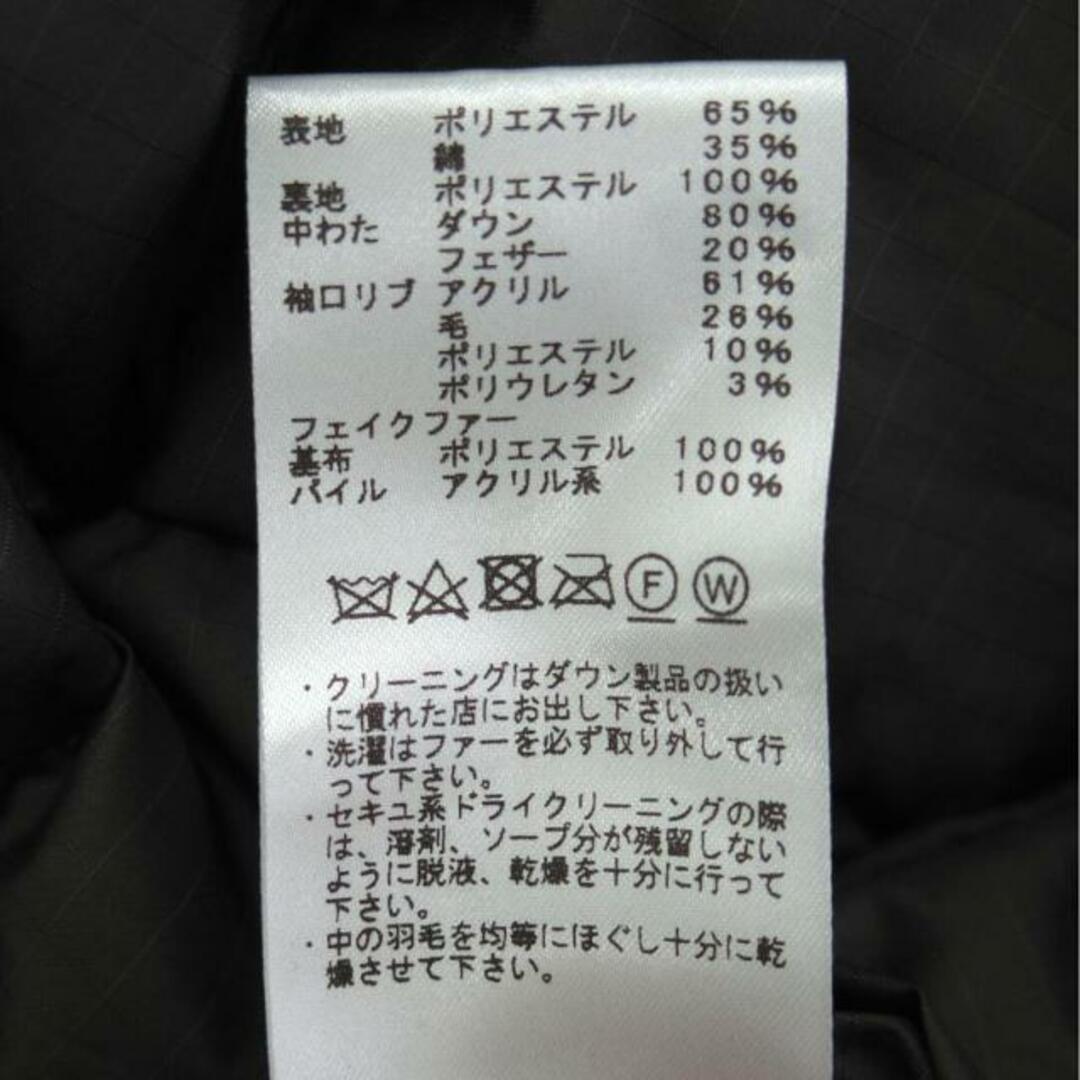 表地 ポリエステル 65%
綿 35%
裏地 ポリエステル 100%
中わた ダウン 80%
フェザー 20%
袖口リブ アクリル 61%
毛 26%
ポリエステル 10%
ポリウレタン 3%
フェイクファー
基布 ポリエステル 100%
パイル アクリル系 100%
F W
・クリーニングはダウン製品の扱い
に慣れた店にお出し下さい。
・洗濯はファーを必ず取り外して行
って下さい。
・セキユ系ドライクリーニングの際
は、溶剤、ソープ分が残留しない
ように脱液、乾燥を十分に行って
下さい。
・中の羽毛を均等にほぐし十分に乾
燥させて下さい。